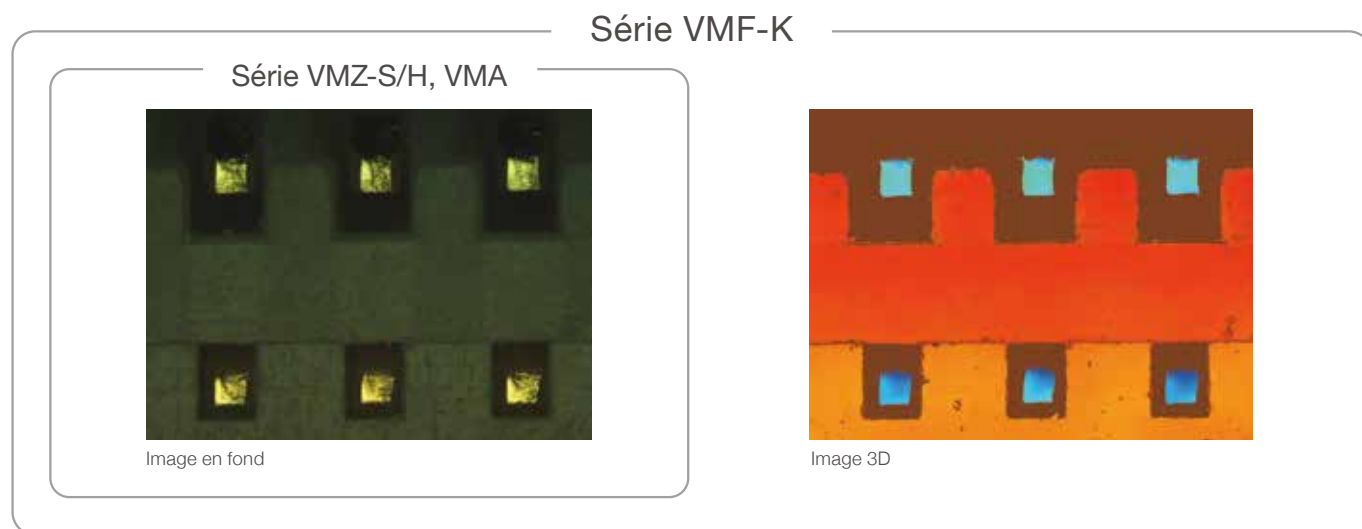 Série VMF-K
Série VMZ-S/H, VMA
Image en fond
Image 3D